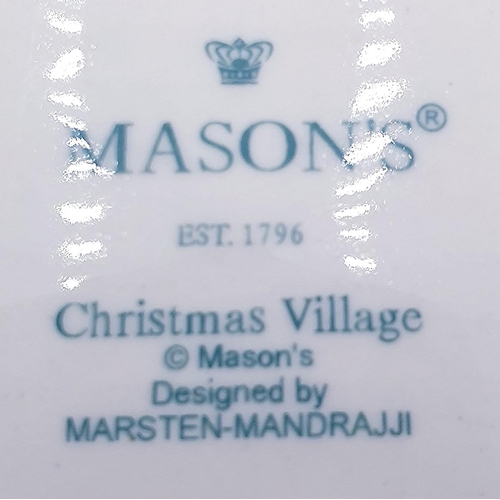 MASON'S®
EST. 1796
Christmas Village
© Mason's
Designed by
MARSTEN-MANDRAJJI